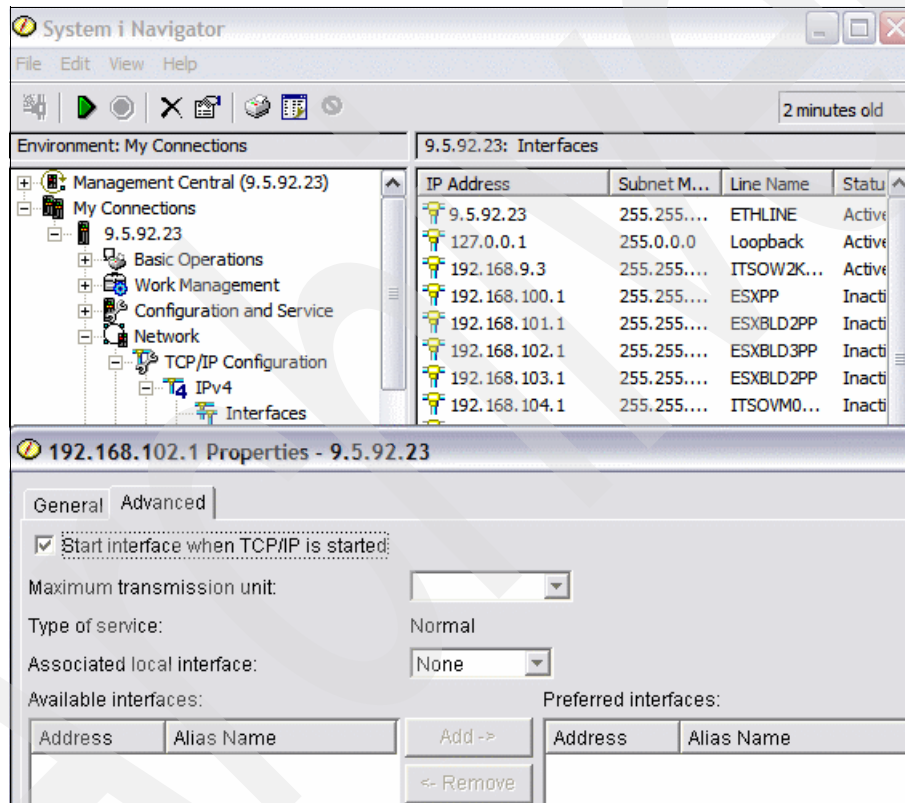 System i Navigator
File Edit View Help
2 minutes old
Environment: My Connections
9.5.92.23: Interfaces
Management Central (9.5.92.23)
My Connections
9.5.92.23
Basic Operations
Work Management
Configuration and Service
Network
TCP/IP Configuration
IPv4
Interfaces
IP Address Subnet M... Line Name Statu
9.5.92.23 255.255.... ETHLINE Active
127.0.0.1 255.0.0.0 Loopback Active
192.168.9.3 255.255.... ITSOW2K... Active
192.168.100.1 255.255.... ESXPP Inacti
192.168.101.1 255.255.... ESXBLD2PP Inacti
192.168.102.1 255.255.... ESXBLD3PP Inacti
192.168.103.1 255.255.... ESXBLD2PP Inacti
192.168.104.1 255.255.... ITSOVM0... Inacti
192.168.102.1 Properties - 9.5.92.23
General Advanced
Start interface when TCP/IP is started
Maximum transmission unit:
Type of service: Normal
Associated local interface: None
Available interfaces: Preferred interfaces:
Address Alias Name Add -> Address Alias Name
<- Remove